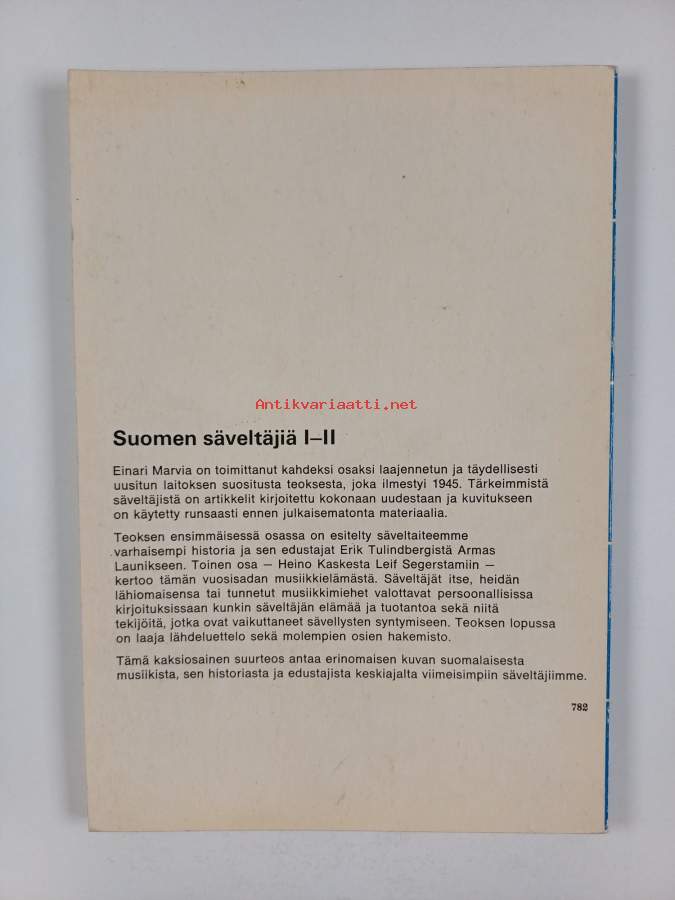 Antikvariaatti.net
Suomen säveltäjiä I–II
Einari Marvia on toimittanut kahdeksi osaksi laajennetun ja täydellisesti
uusitun laitoksen suositusta teoksesta, joka ilmestyi 1945. Tärkeimmistä
säveltäjistä on artikkelit kirjoitettu kokonaan uudestaan ja kuvitukseen
on käytetty runsaasti ennen julkaisematonta materiaalia.
Teoksen ensimmäisessä osassa on esitelty säveltaiteemme
varhaisempi historia ja sen edustajat Erik Tulindbergistä Armas
Launikseen. Toinen osa — Heino Kaskesta Leif Segerstamiin —
kertoo tämän vuosisadan musiikkielämästä. Säveltäjät itse, heidän
lähiomaisensa tai tunnetut musiikkimiehet valottavat persoonallisissa
kirjoituksissaan kunkin säveltäjän elämää ja tuotantoa sekä niitä
tekijöitä, jotka ovat vaikuttaneet sävellysten syntymiseen. Teoksen lopussa
on laaja lähdeluettelo sekä molempien osien hakemisto.
Tämä kaksiosainen suurteos antaa erinomaisen kuvan suomalaisesta
musiikista, sen historiasta ja edustajista keskiajalta viimeisimpiin säveltäjiimme.
782